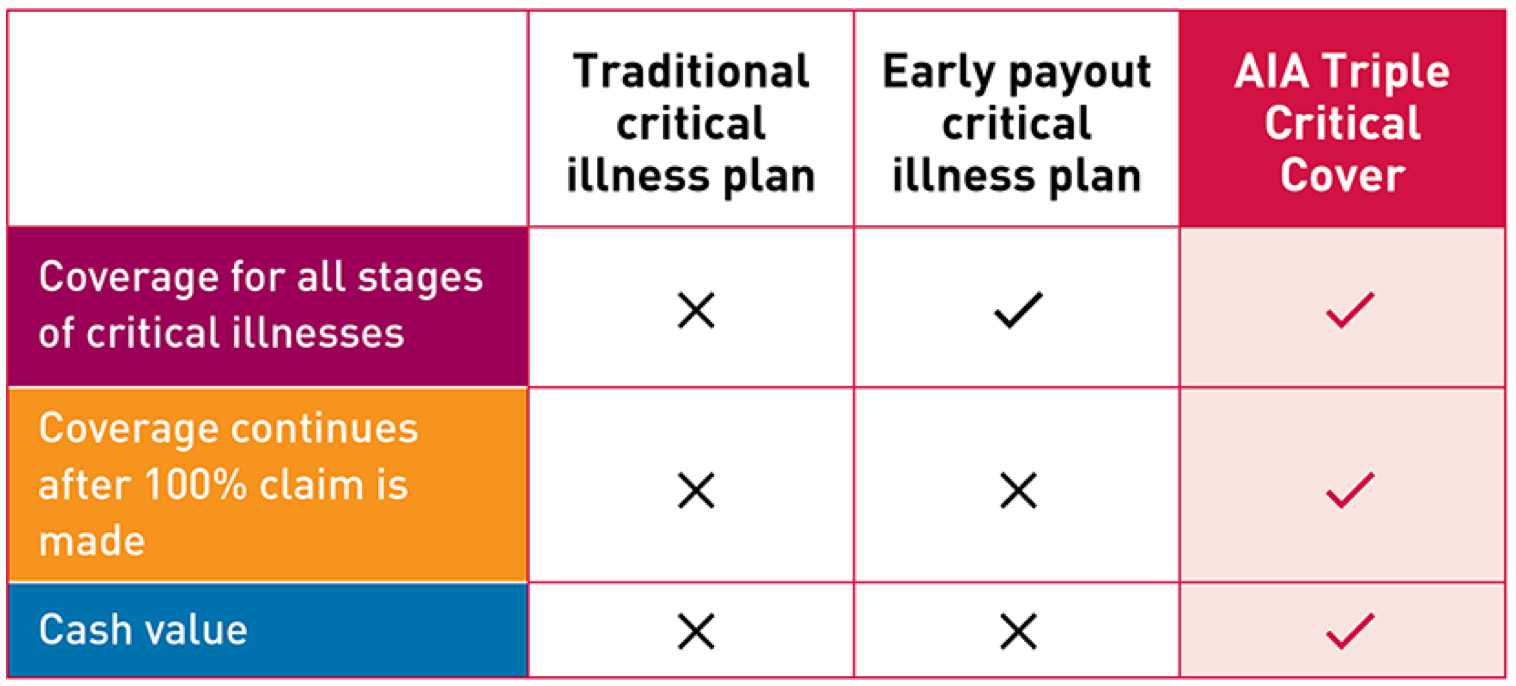 Traditional
critical
illness plan
Early payout
critical
illness plan
AIA Triple
Critical
Cover
Coverage for all stages
of critical illnesses
Coverage continues
after 100% claim is
made
Cash value